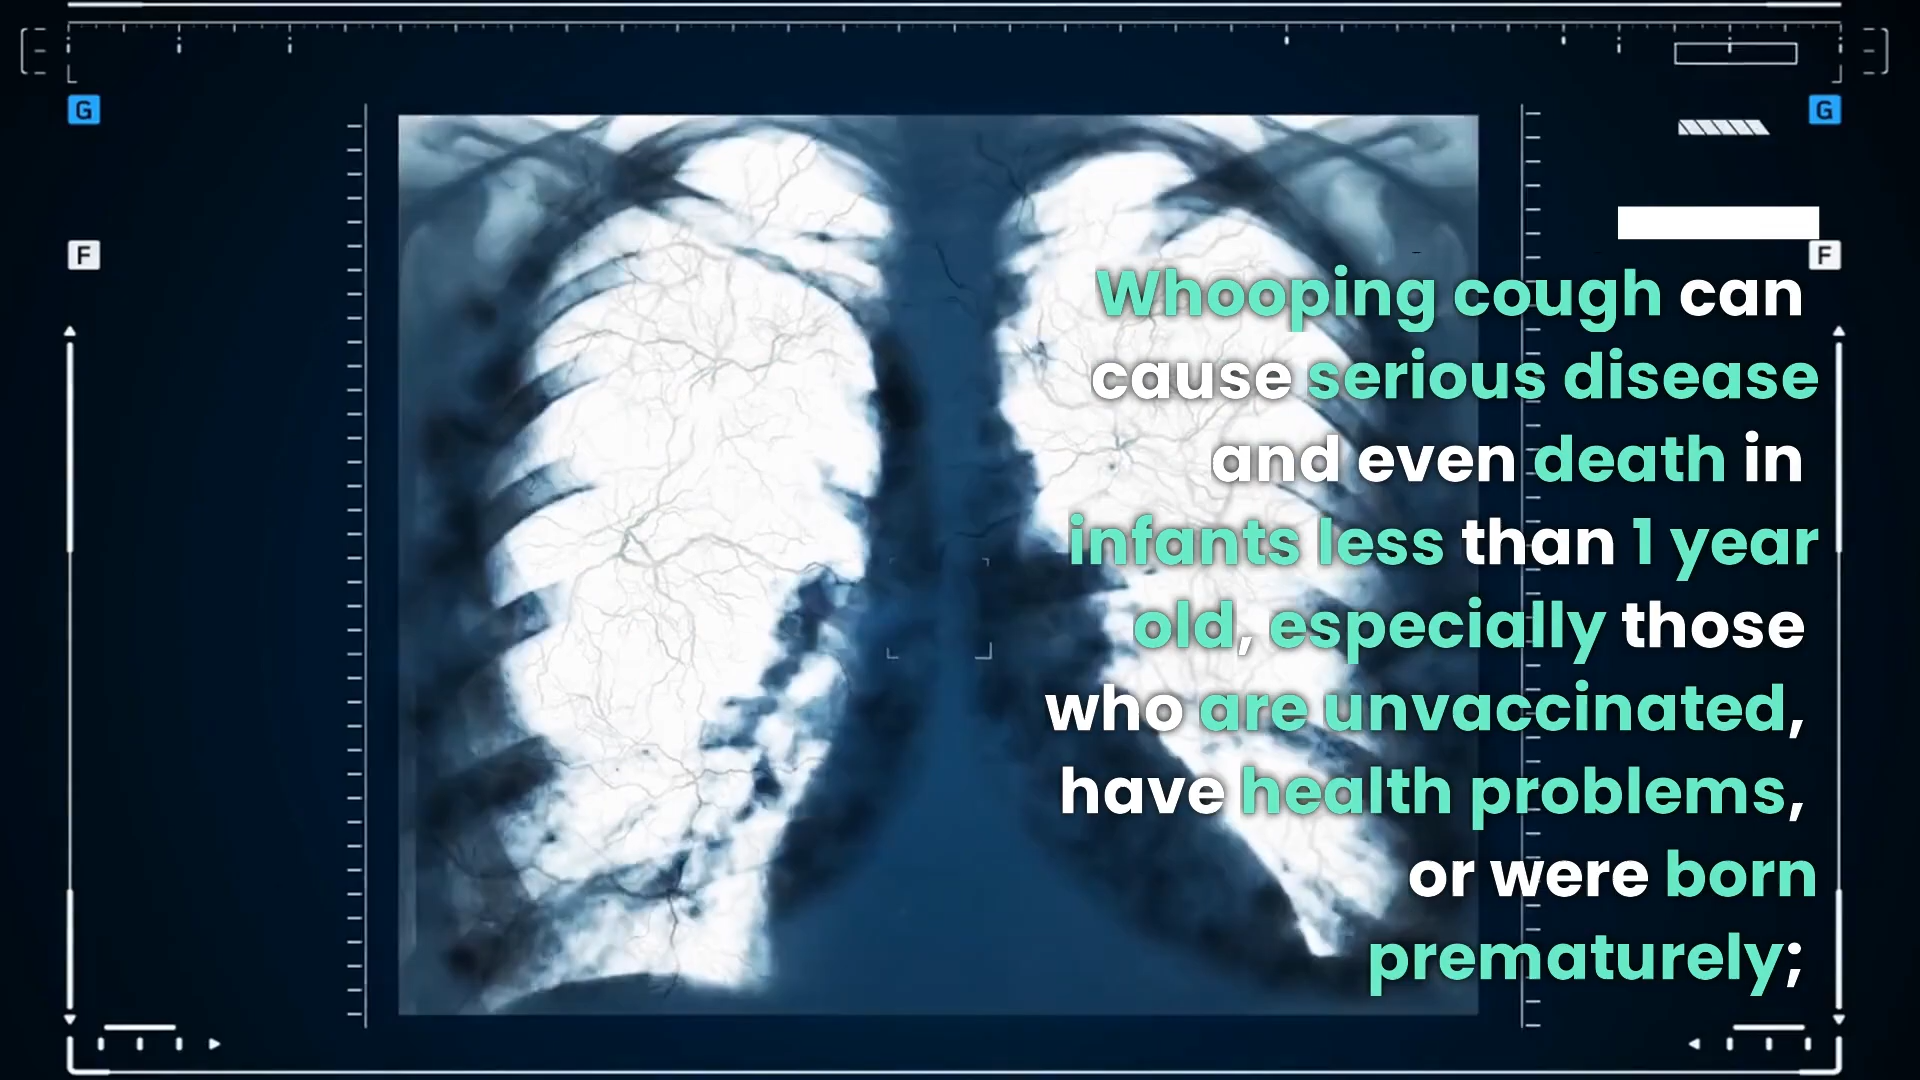 G
G
F
F
Whooping cough can
cause serious disease
and even death in
infants less than 1 year
old, especially those
who are unvaccinated,
have health problems,
or were born
prematurely;